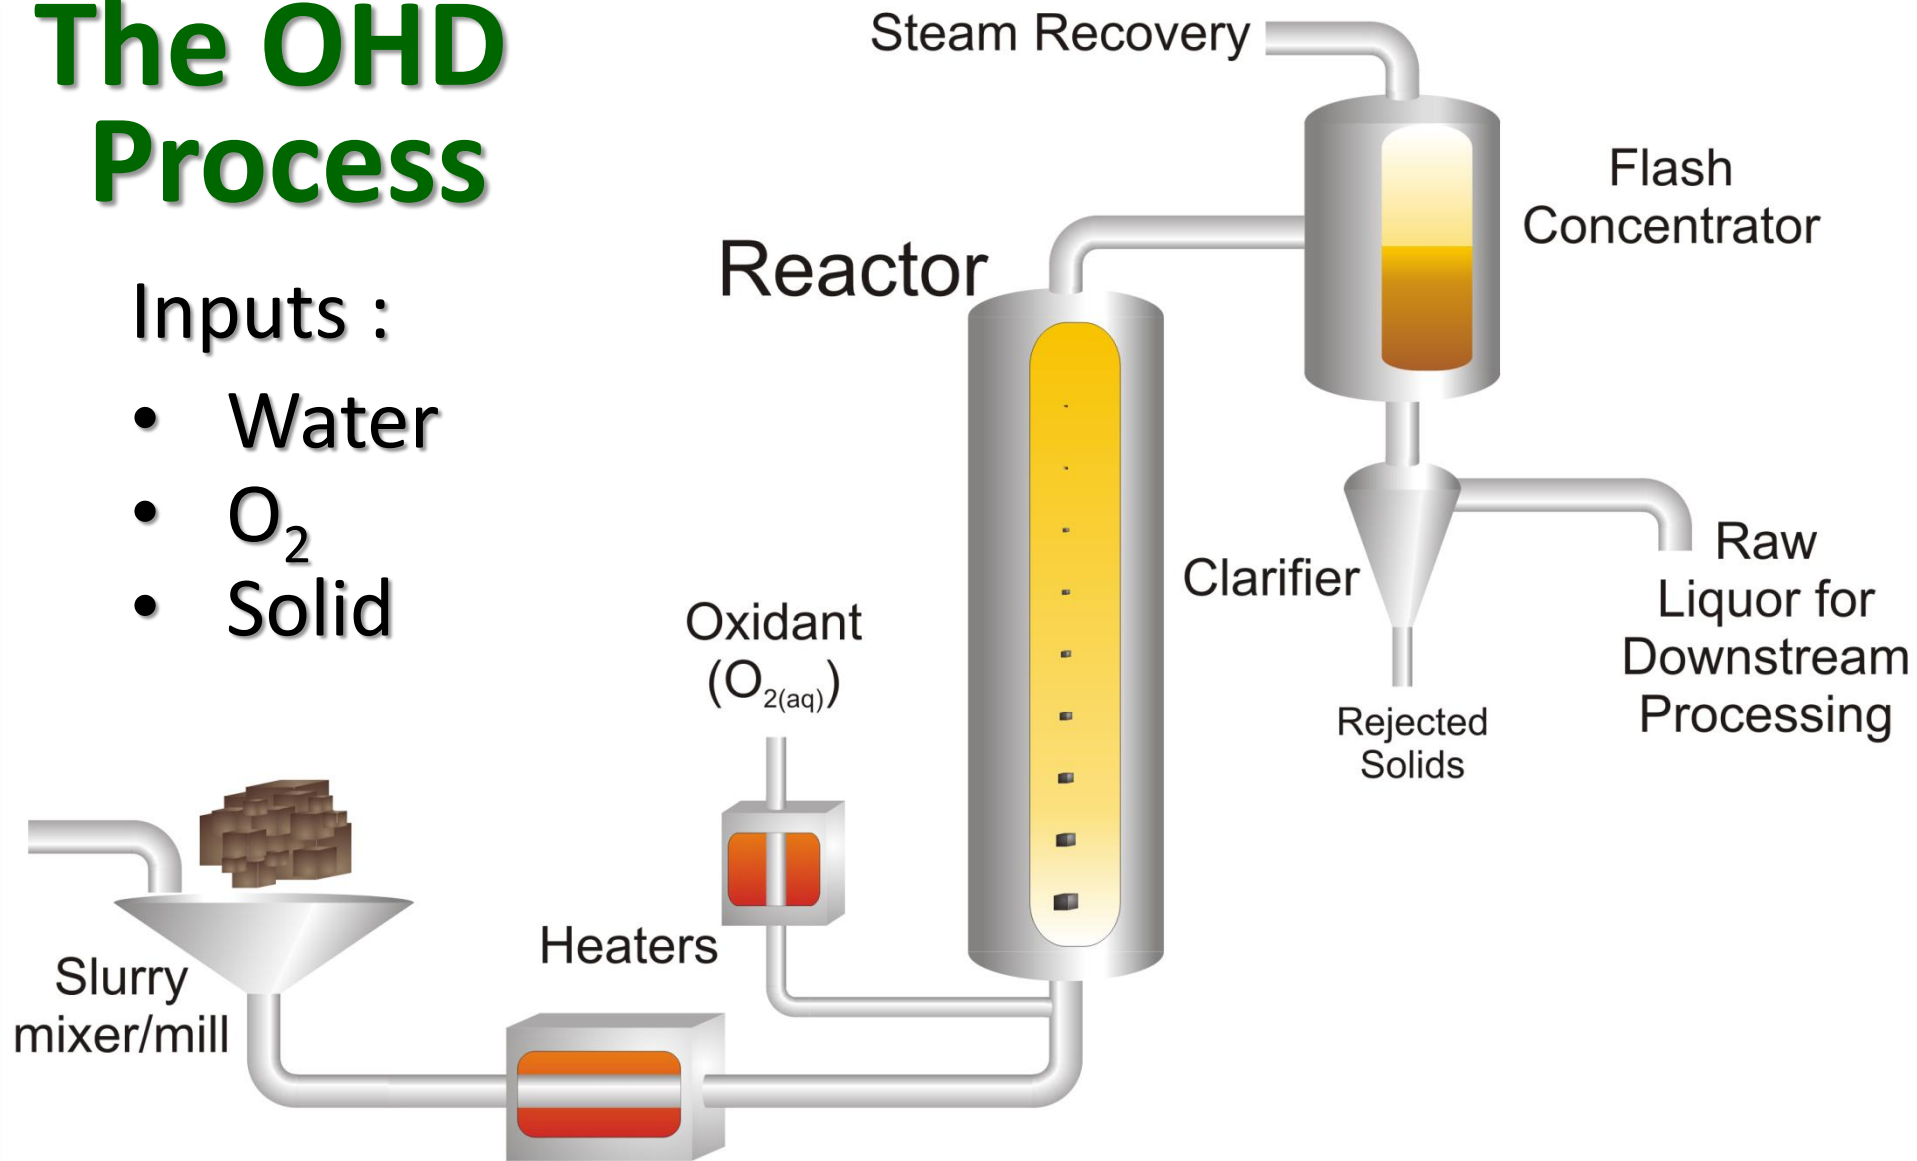 The OHD
Process
Inputs :
• Water
• O₂
• Solid
Steam Recovery
Flash
Concentrator
Reactor
Clarifier
Raw
Liquor for
Downstream
Processing
Rejected
Solids
Oxidant
(O₂₍aq₎)
Heaters
Slurry
mixer/mill